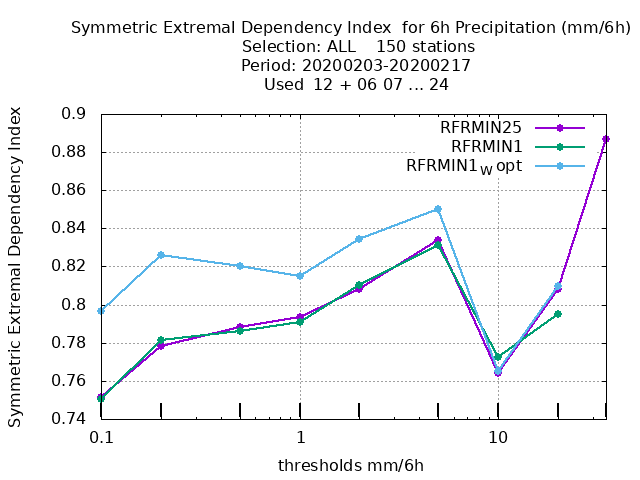 Symmetric Extremal Dependency Index  for 6h Precipitation (mm/6h)
Selection: ALL    150 stations
Period: 20200203-20200217
Used  12 + 06 07 ... 24
Symmetric Extremal Dependency Index
0.9
0.88
0.86
0.84
0.82
0.8
0.78
0.76
0.74
RFRMIN25
RFRMIN1
RFRMIN1_W opt
0.1 1 10
thresholds mm/6h